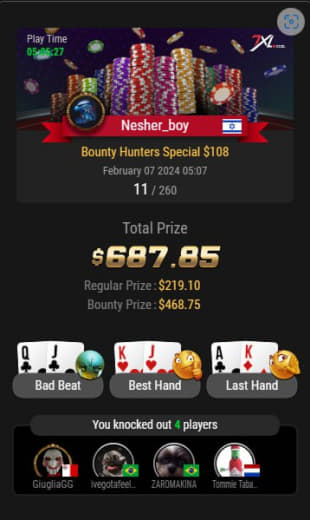 Play Time
05:05:27
Nesher_boy
Bounty Hunters Special $108
February 07 2024 05:07
11 / 260
Total Prize
$687.85
Regular Prize : $219.10
Bounty Prize : $468.75
Q J K J A K
Bad Beat Best Hand Last Hand
You knocked out 4 players
GiugliaGG Ivegotafeel... ZAROMAKINA Tommie Taba...